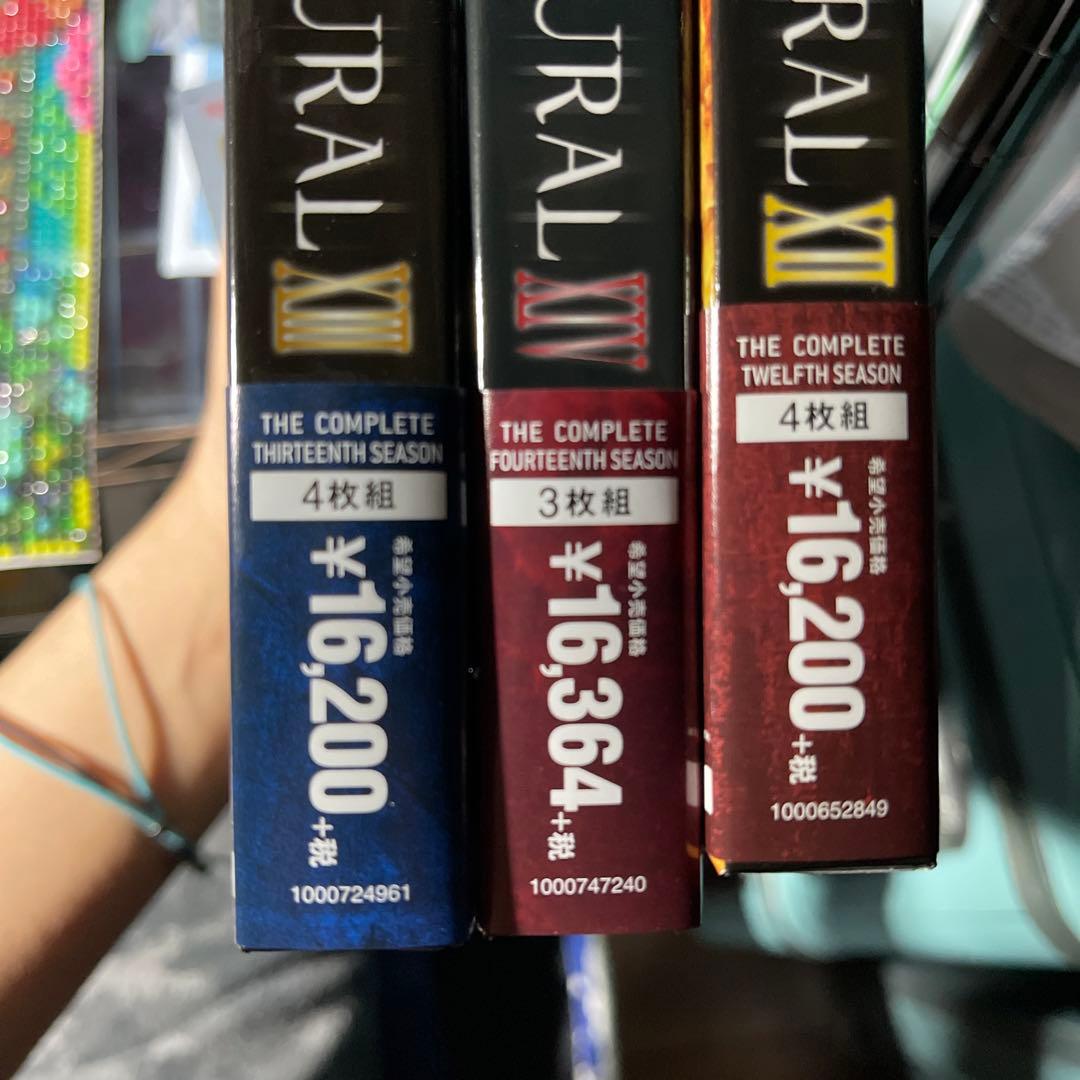 URAL XIII
THE COMPLETE
THIRTEENTH SEASON
4枚組
希望小売価格
¥16,200+税
1000724961
URAL XIV
THE COMPLETE
FOURTEENTH SEASON
3枚組
希望小売価格
¥16,364+税
1000747240
RAL XII
THE COMPLETE
TWELFTH SEASON
4枚組
希望小売価格
¥16,200+税
1000652849